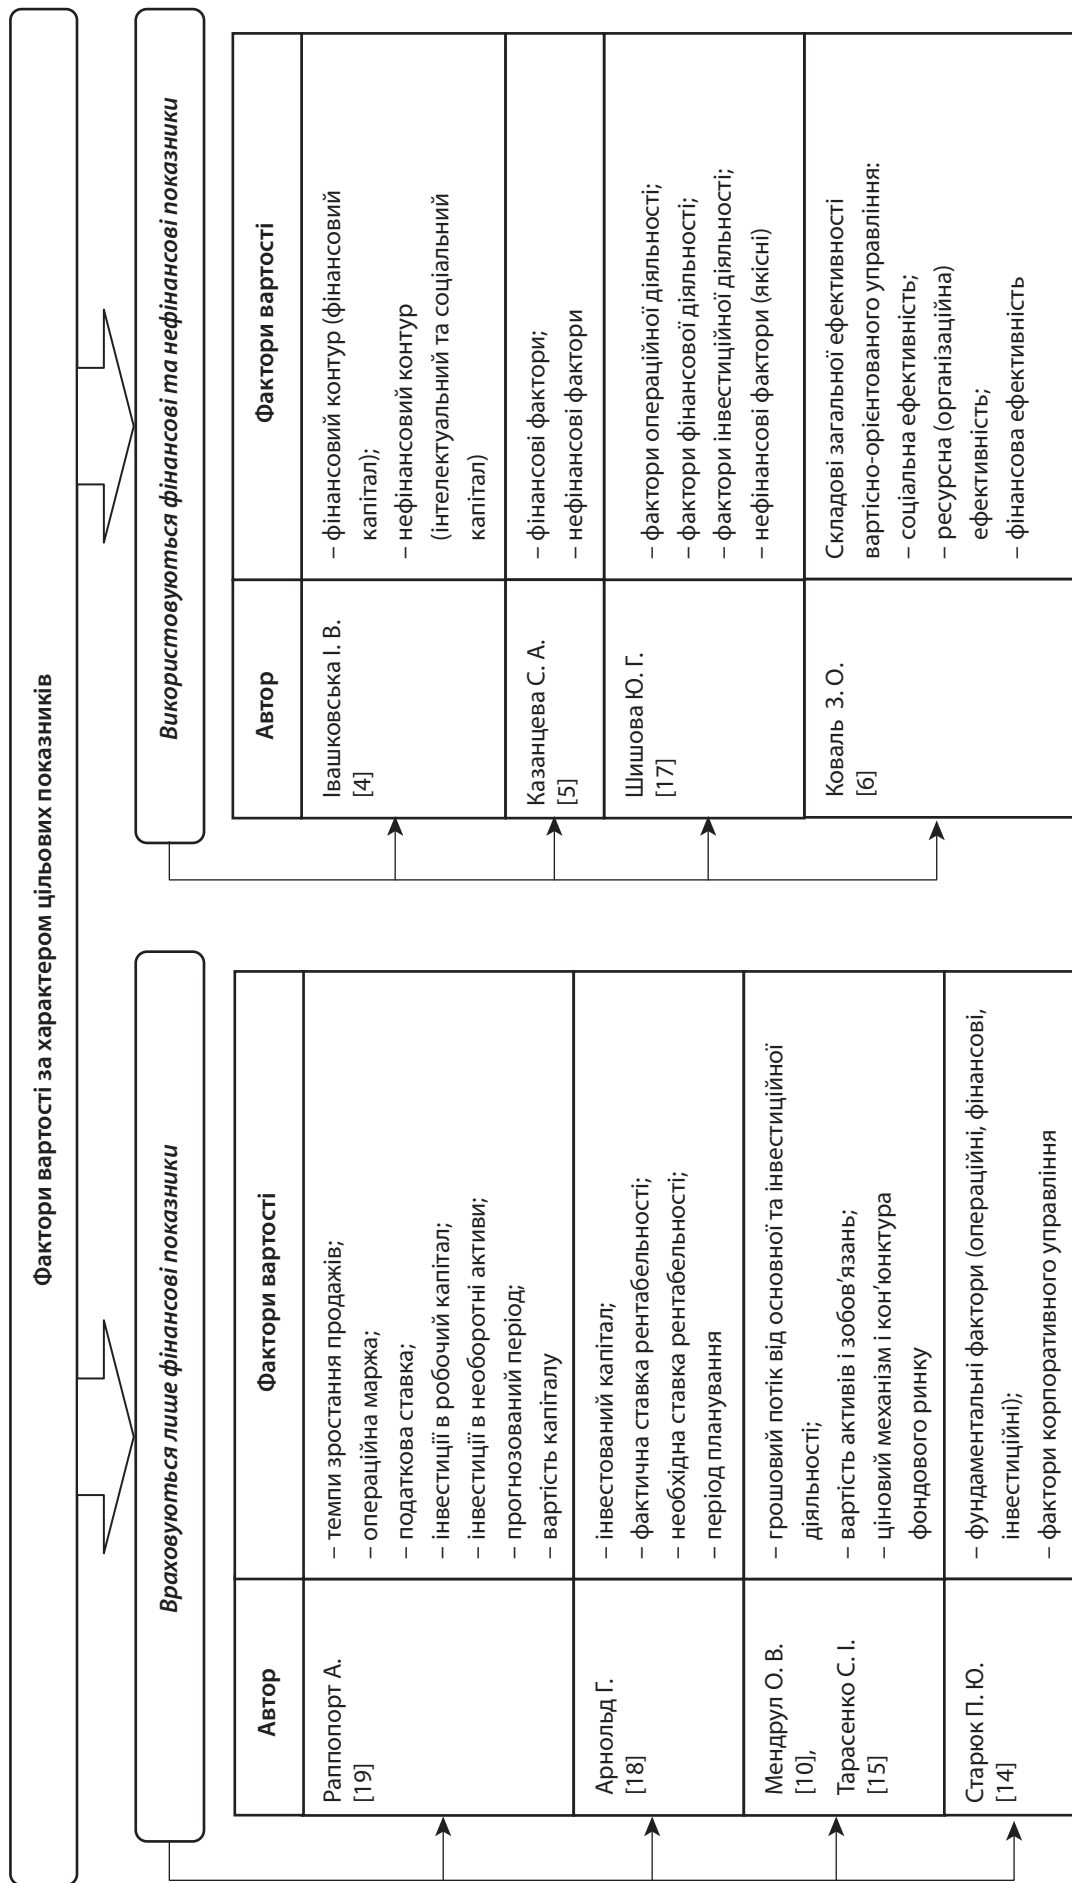 Фактори вартості за характером цільових показників
Враховуються лише фінансові показники
Автор
Фактори вартості
Раппопорт А.
[19]
– темпи зростання продажів;
– операційна маржа;
– податкова ставка;
– інвестиції в робочий капітал;
– інвестиції в необоротні активи;
– прогнозований період;
– вартість капіталу
Арнольд Г.
[18]
– інвестований капітал;
– фактична ставка рентабельності;
– необхідна ставка рентабельності;
– період планування
Мендрул О. В.
[10],
Тарасенко С. І.
[15]
– грошовий потік від основної та інвестиційної
діяльності;
– вартість активів і зобов’язань;
– ціновий механізм і кон’юнктура
фондового ринку
Старюк П. Ю.
[14]
– фундаментальні фактори (операційні, фінансові,
інвестиційні);
– фактори корпоративного управління
Використовуються фінансові та нефінансові показники
Автор
Фактори вартості
Івашковська І. В.
[4]
– фінансовий контур (фінансовий
капітал);
– нефінансовий контур
(інтелектуальний та соціальний
капітал)
Казанцева С. А.
[5]
– фінансові фактори;
– нефінансові фактори
Шишова Ю. Г.
[17]
– фактори операційної діяльності;
– фактори фінансової діяльності;
– фактори інвестиційної діяльності;
– нефінансові фактори (якісні)
Коваль З. О.
[6]
Складові загальної ефективності
вартісно-орієнтованого управління:
– соціальна ефективність;
– ресурсна (організаційна)
ефективність;
– фінансова ефективність